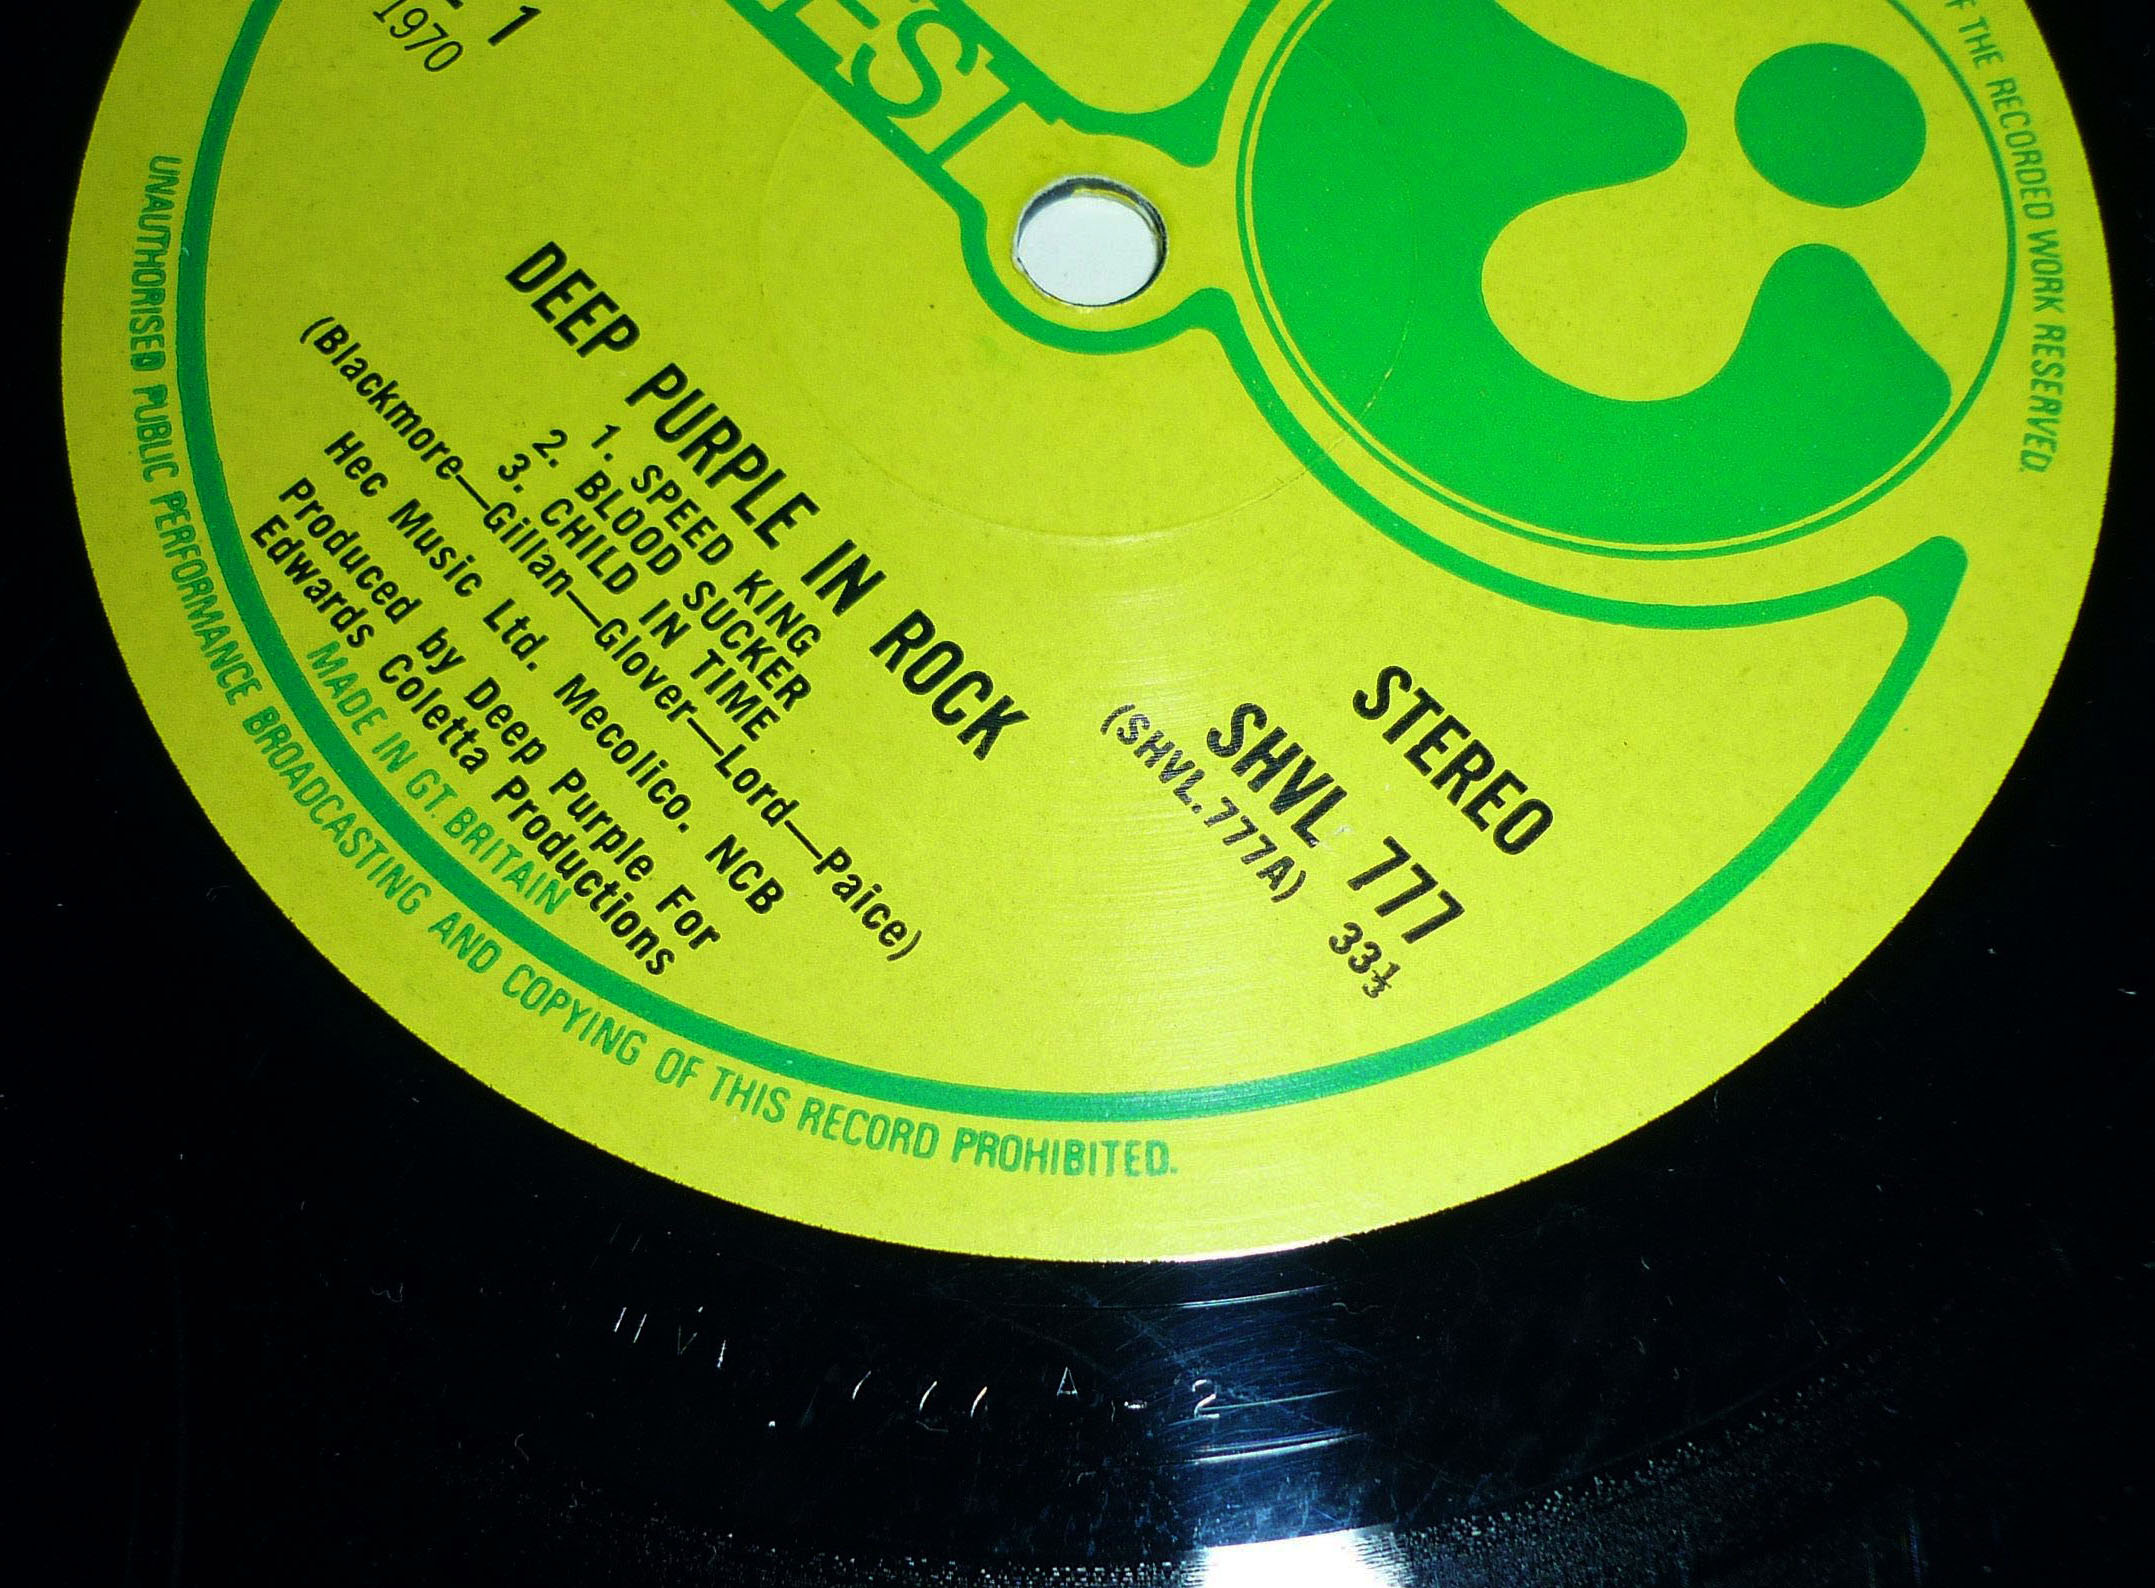 1
1970
EST
DEEP PURPLE IN ROCK
1. SPEED KING
2. BLOOD SUCKER
3. CHILD IN TIME
(Blackmore—Gillan—Glover—Lord—Paice)
Hec Music Ltd. Mecolico. NCB
Produced by Deep Purple For
Edwards Coletta Productions
MADE IN GT. BRITAIN
STEREO
SHVL 777
(SHVL.777A) 33⅓
OF THE RECORDED WORK RESERVED.
UNAUTHORISED PUBLIC PERFORMANCE BROADCASTING AND COPYING OF THIS RECORD PROHIBITED.
A - 2